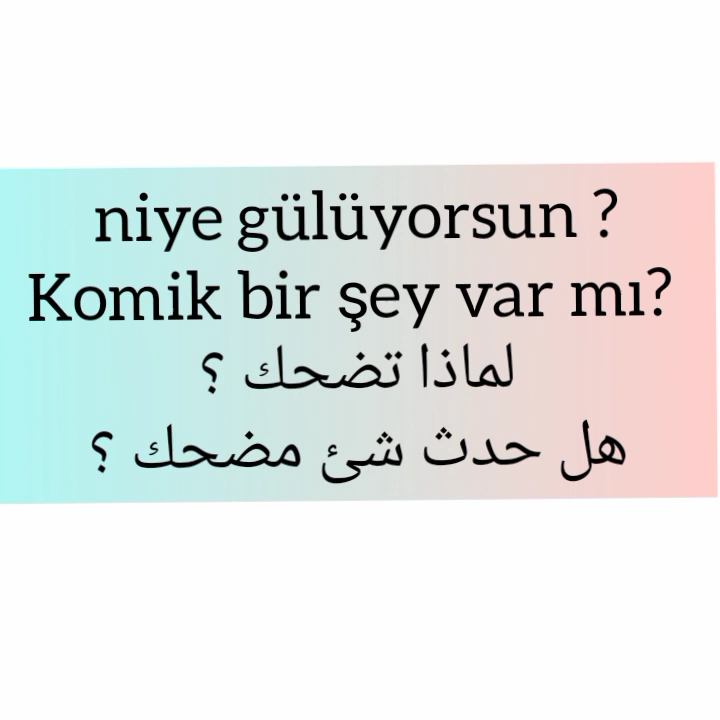 niye gülüyorsun ?
Komik bir şey var mı?
لماذا تضحك ؟
هل حدث شئ مضحك ؟